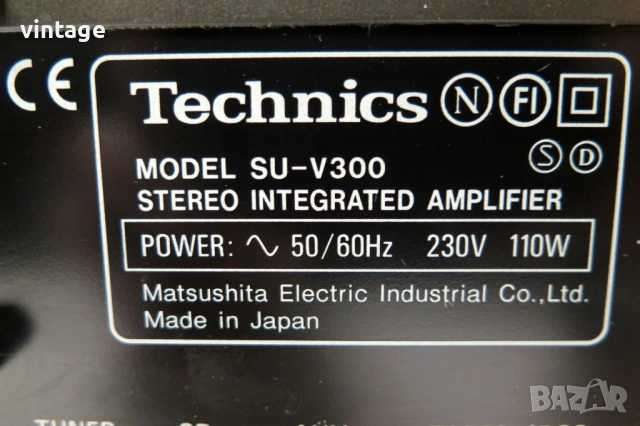 vintage
CE
Technics N FI
S D
MODEL SU-V300
STEREO INTEGRATED AMPLIFIER
POWER: ∿ 50/60Hz 230V 110W
Matsushita Electric Industrial Co.,Ltd.
Made in Japan
BAZAR